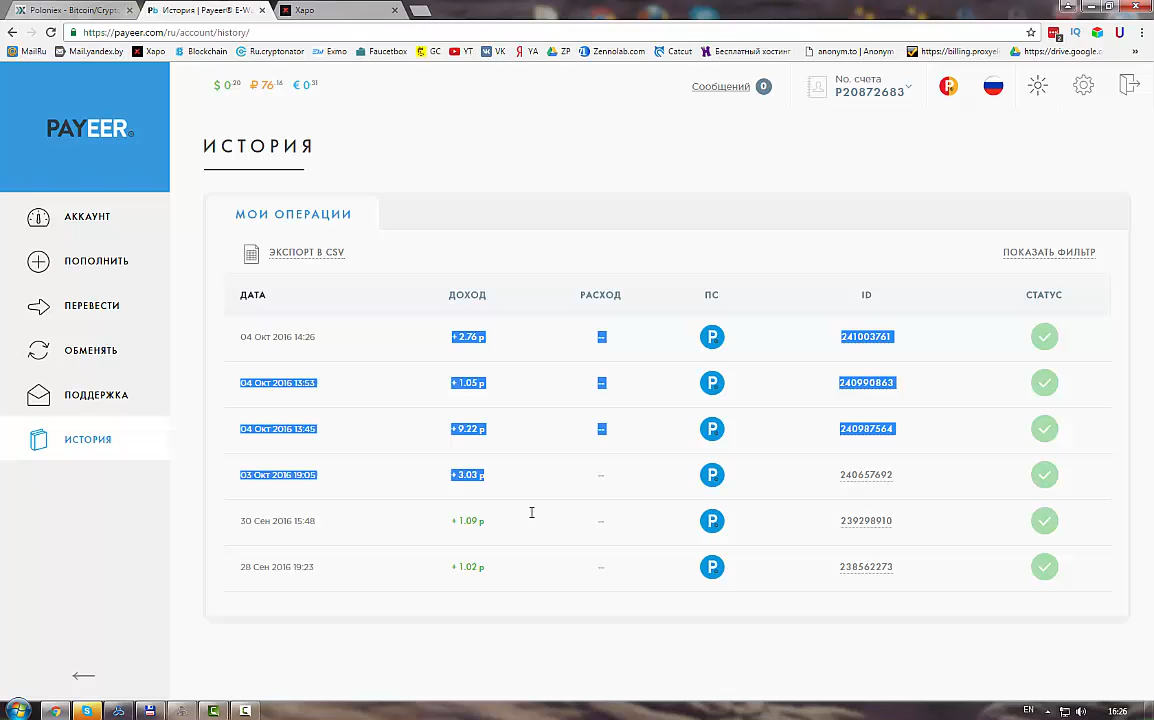 Poloniex - Bitcoin/Crypto
История | Payeer® E-Wa
Xapo
https://payeer.com/ru/account/history/
MailRu
Mail.yandex.by
Xapo
Blockchain
Ru.cryptonator
Exmo
Faucetbox
GC
YT
VK
YA
ZP
Zennolab.com
Catcut
Бесплатный хостинг
anonym.to | Anonym
https://billing.proxyel
https://drive.google.c
»
PAYEER
$ 0.20 ₽ 76.16 € 0.31
Сообщений 0
No. счета
P20872683
ИСТОРИЯ
АККАУНТ
ПОПОЛНИТЬ
ПЕРЕВЕСТИ
ОБМЕНЯТЬ
ПОДДЕРЖКА
ИСТОРИЯ
МОИ ОПЕРАЦИИ
ЭКСПОРТ В CSV
ПОКАЗАТЬ ФИЛЬТР
ДАТА ДОХОД РАСХОД ПС ID СТАТУС
04 Окт 2016 14:26 + 2.76 р -- P 241003761
04 Окт 2016 13:53 + 1.05 р -- P 240990863
04 Окт 2016 13:45 + 9.22 р -- P 240987564
03 Окт 2016 19:05 + 3.03 р -- P 240657692
30 Сен 2016 15:48 + 1.09 р -- P 239298910
28 Сен 2016 19:23 + 1.02 р -- P 238562273
EN
16:26